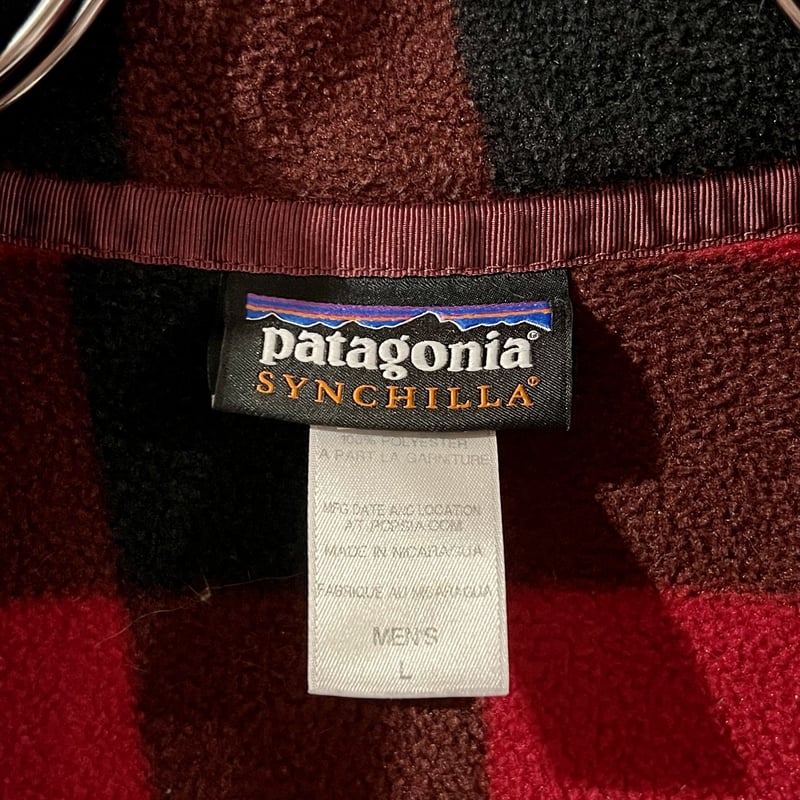 patagonia®
SYNCHILLA®
100% POLYESTER
A PART LA GARNITURE
MFG DATE AND LOCATION
AT PCPSIA.COM
MADE IN NICARAGUA
FABRIQUE AU NICARAGUA
MEN'S
L